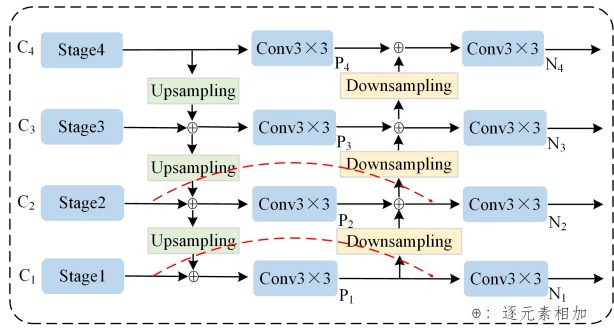 C4 Stage4 Conv3×3 P4 ⊕ Conv3×3 N4
Upsampling Downsampling
C3 Stage3 ⊕ Conv3×3 P3 ⊕ Conv3×3 N3
Upsampling Downsampling
C2 Stage2 ⊕ Conv3×3 P2 ⊕ Conv3×3 N2
Upsampling Downsampling
C1 Stage1 ⊕ Conv3×3 P1 Conv3×3 N1
⊕: 逐元素相加